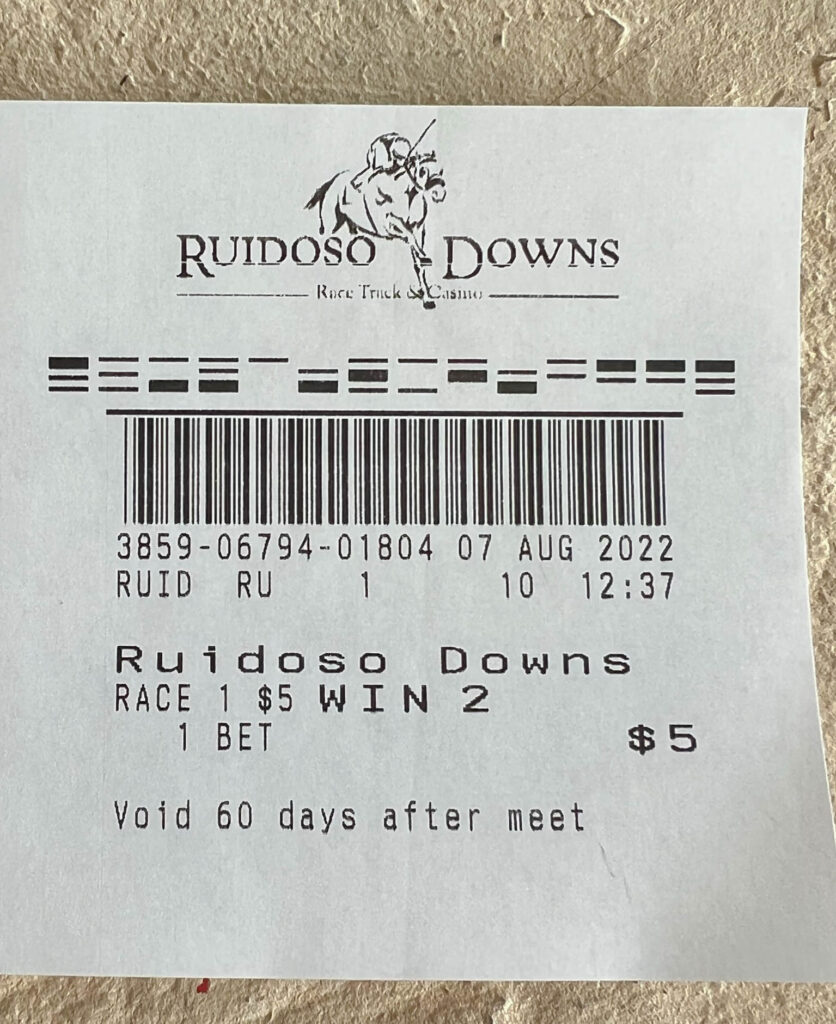 RUIDOSO DOWNS
Race Track & Casino
3859-06794-01804 07 AUG 2022
RUID RU 1 10 12:37
Ruidoso Downs
RACE 1 $5 WIN 2
1 BET $5
Void 60 days after meet